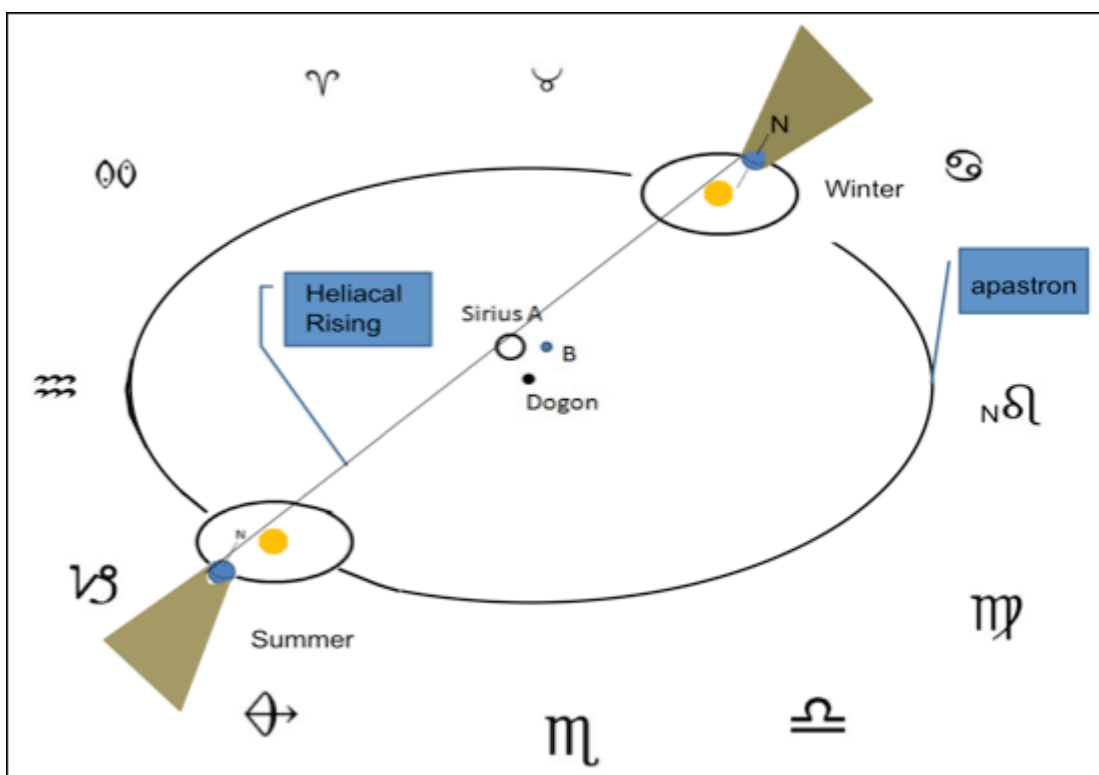 ♈ ♉
N
♋
Winter
apastron
Heliacal
Rising
Sirius A
B
Dogon
♒
N ♌
N
♑
Summer
♍
♐
♏
♎